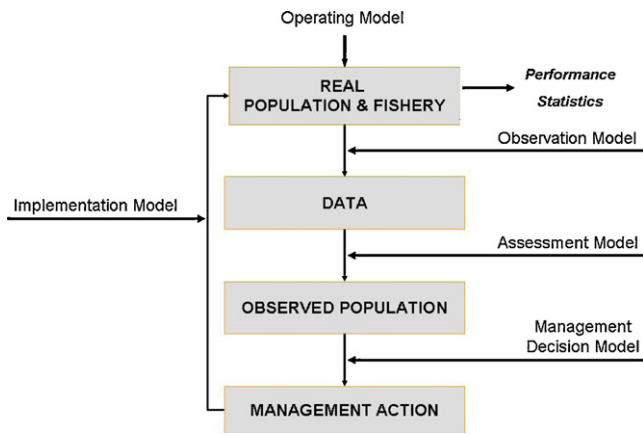 Operating Model
REAL
POPULATION & FISHERY
Performance
Statistics
Observation Model
DATA
Implementation Model
Assessment Model
OBSERVED POPULATION
Management
Decision Model
MANAGEMENT ACTION